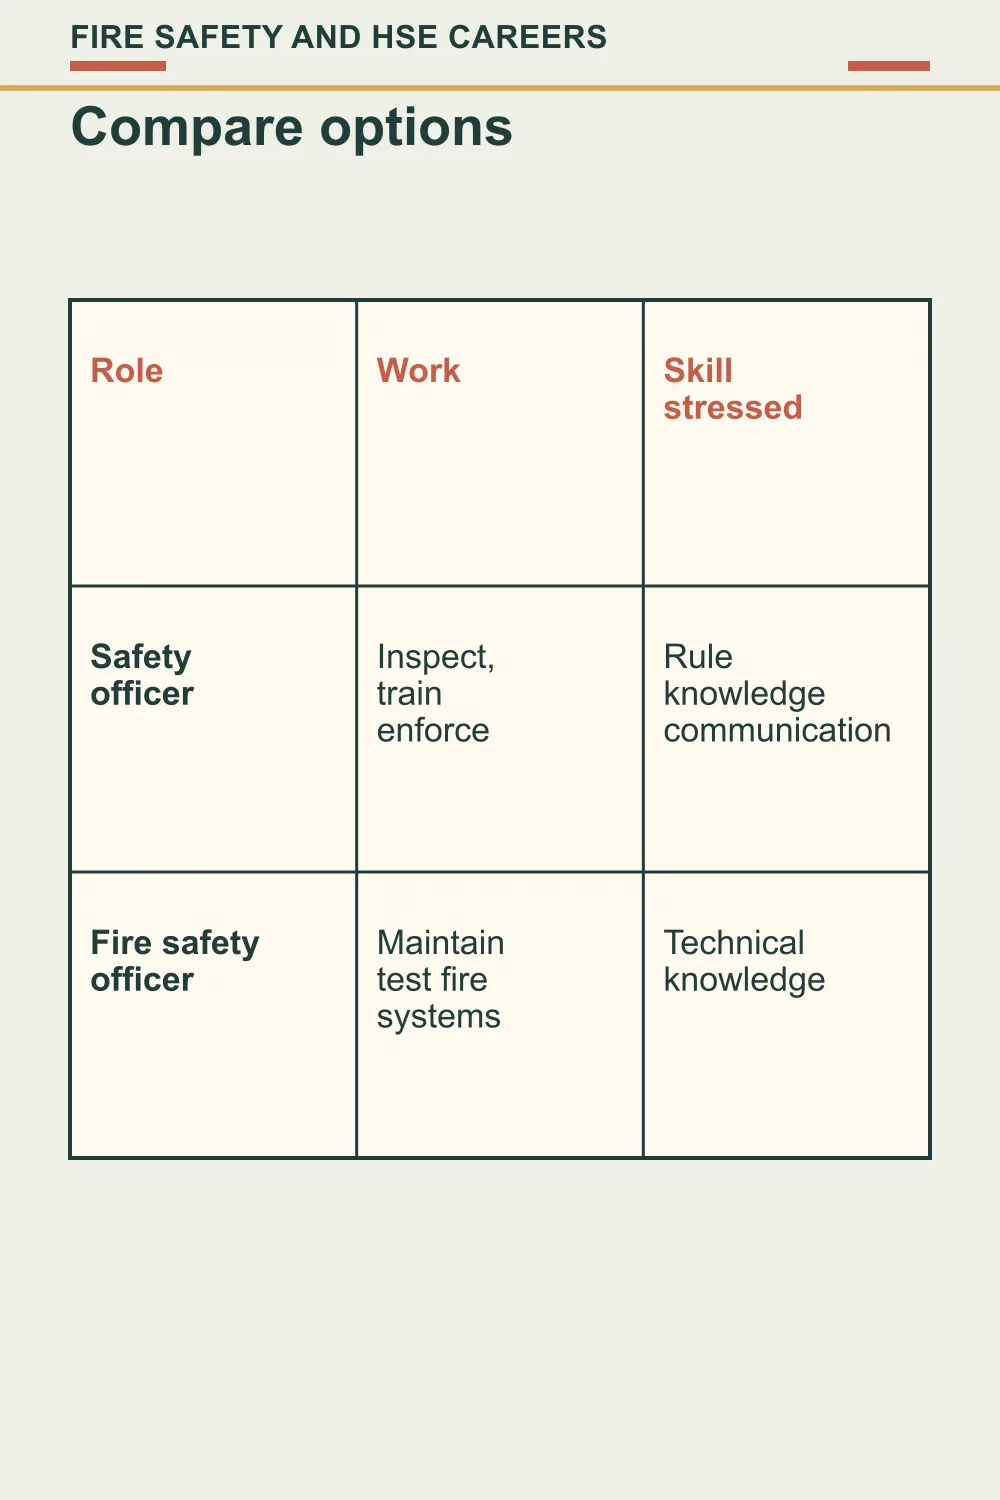 FIRE SAFETY AND HSE CAREERS
Compare options
Role
Work
Skill
stressed
Safety
officer
Inspect,
train
enforce
Rule
knowledge
communication
Fire safety
officer
Maintain
test fire
systems
Technical
knowledge